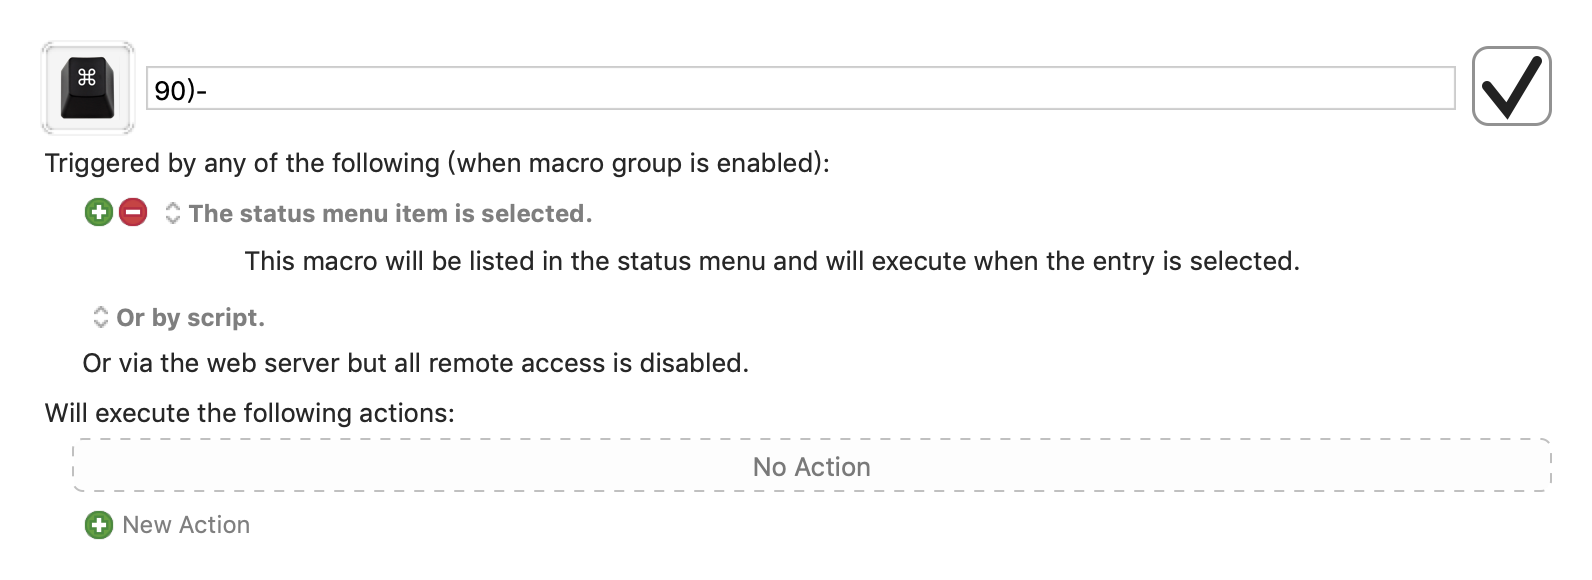 ⌘
90)-
Triggered by any of the following (when macro group is enabled):
The status menu item is selected.
This macro will be listed in the status menu and will execute when the entry is selected.
Or by script.
Or via the web server but all remote access is disabled.
Will execute the following actions:
No Action
New Action